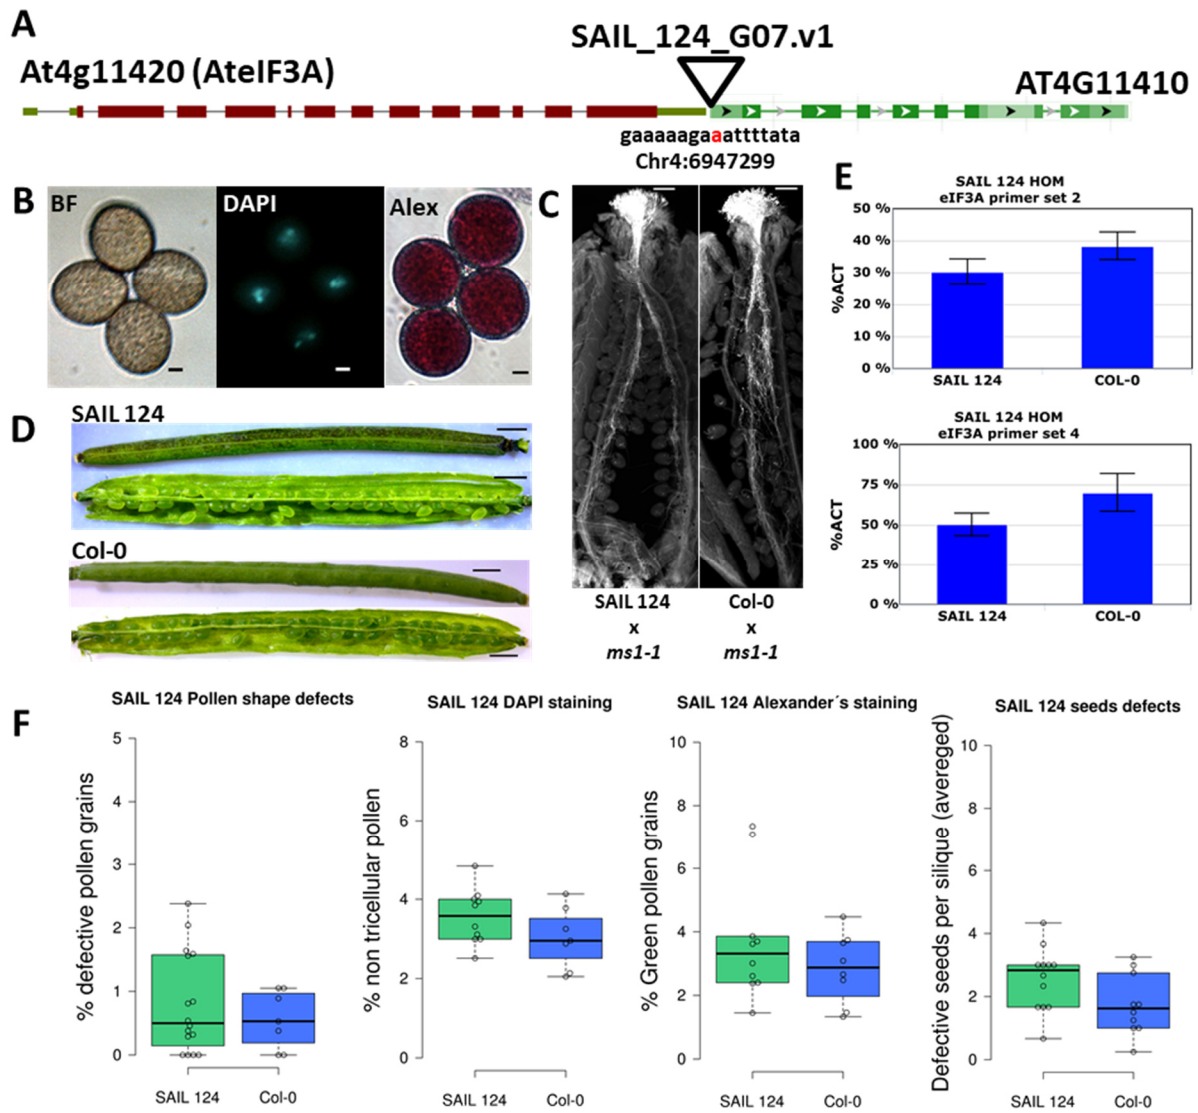 A
SAIL_124_G07.v1
At4g11420 (AteIF3A)
AT4G11410
gaaaaagaaattttata
Chr4:6947299
B
BF
DAPI
Alex
C
SAIL 124
x
ms1-1
Col-0
x
ms1-1
D
SAIL 124
Col-0
E
SAIL 124 HOM
eIF3A primer set 2
%ACT
50 %
40 %
30 %
20 %
10 %
0 %
SAIL 124
COL-0
SAIL 124 HOM
eIF3A primer set 4
%ACT
100 %
75 %
50 %
25 %
0 %
SAIL 124
COL-0
F
SAIL 124 Pollen shape defects
% defective pollen grains
5
4
3
2
1
0
SAIL 124
Col-0
SAIL 124 DAPI staining
% non tricellular pollen
8
6
4
2
0
SAIL 124
Col-0
SAIL 124 Alexander´s staining
% Green pollen grains
10
8
6
4
2
0
SAIL 124
Col-0
SAIL 124 seeds defects
Defective seeds per silique (avereged)
10
8
6
4
2
0
SAIL 124
Col-0